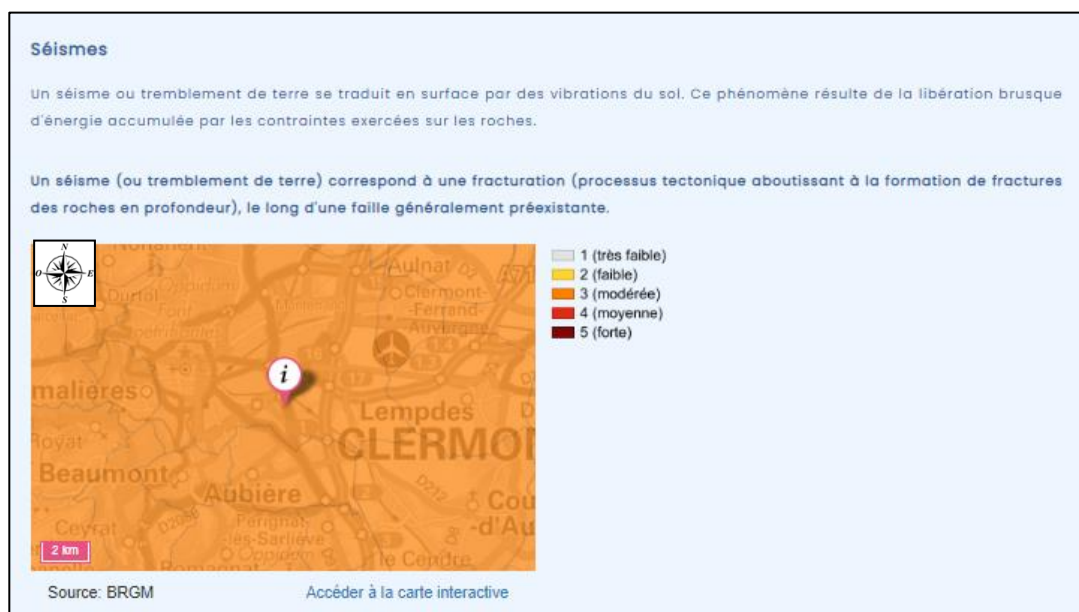 Séismes
Un séisme ou tremblement de terre se traduit en surface par des vibrations du sol. Ce phénomène résulte de la libération brusque
d'énergie accumulée par les contraintes exercées sur les roches.
Un séisme (ou tremblement de terre) correspond à une fracturation (processus tectonique aboutissant à la formation de fractures
des roches en profondeur), le long d'une faille généralement préexistante.
N
O E
S
1 (très faible)
2 (faible)
3 (modérée)
4 (moyenne)
5 (forte)
Aulnat
A71
Durtol
Clermont-
-Ferrand-
Auvergne
i
malières
Lempdes
Royat
CLERMO
Beaumont
Aubière
D212
Cou
-d'Au
Ceyrat
Pérignat
-lès-Sarliève
Oppidum
le Cendre
Romagnat
2 km
Source: BRGM
Accéder à la carte interactive